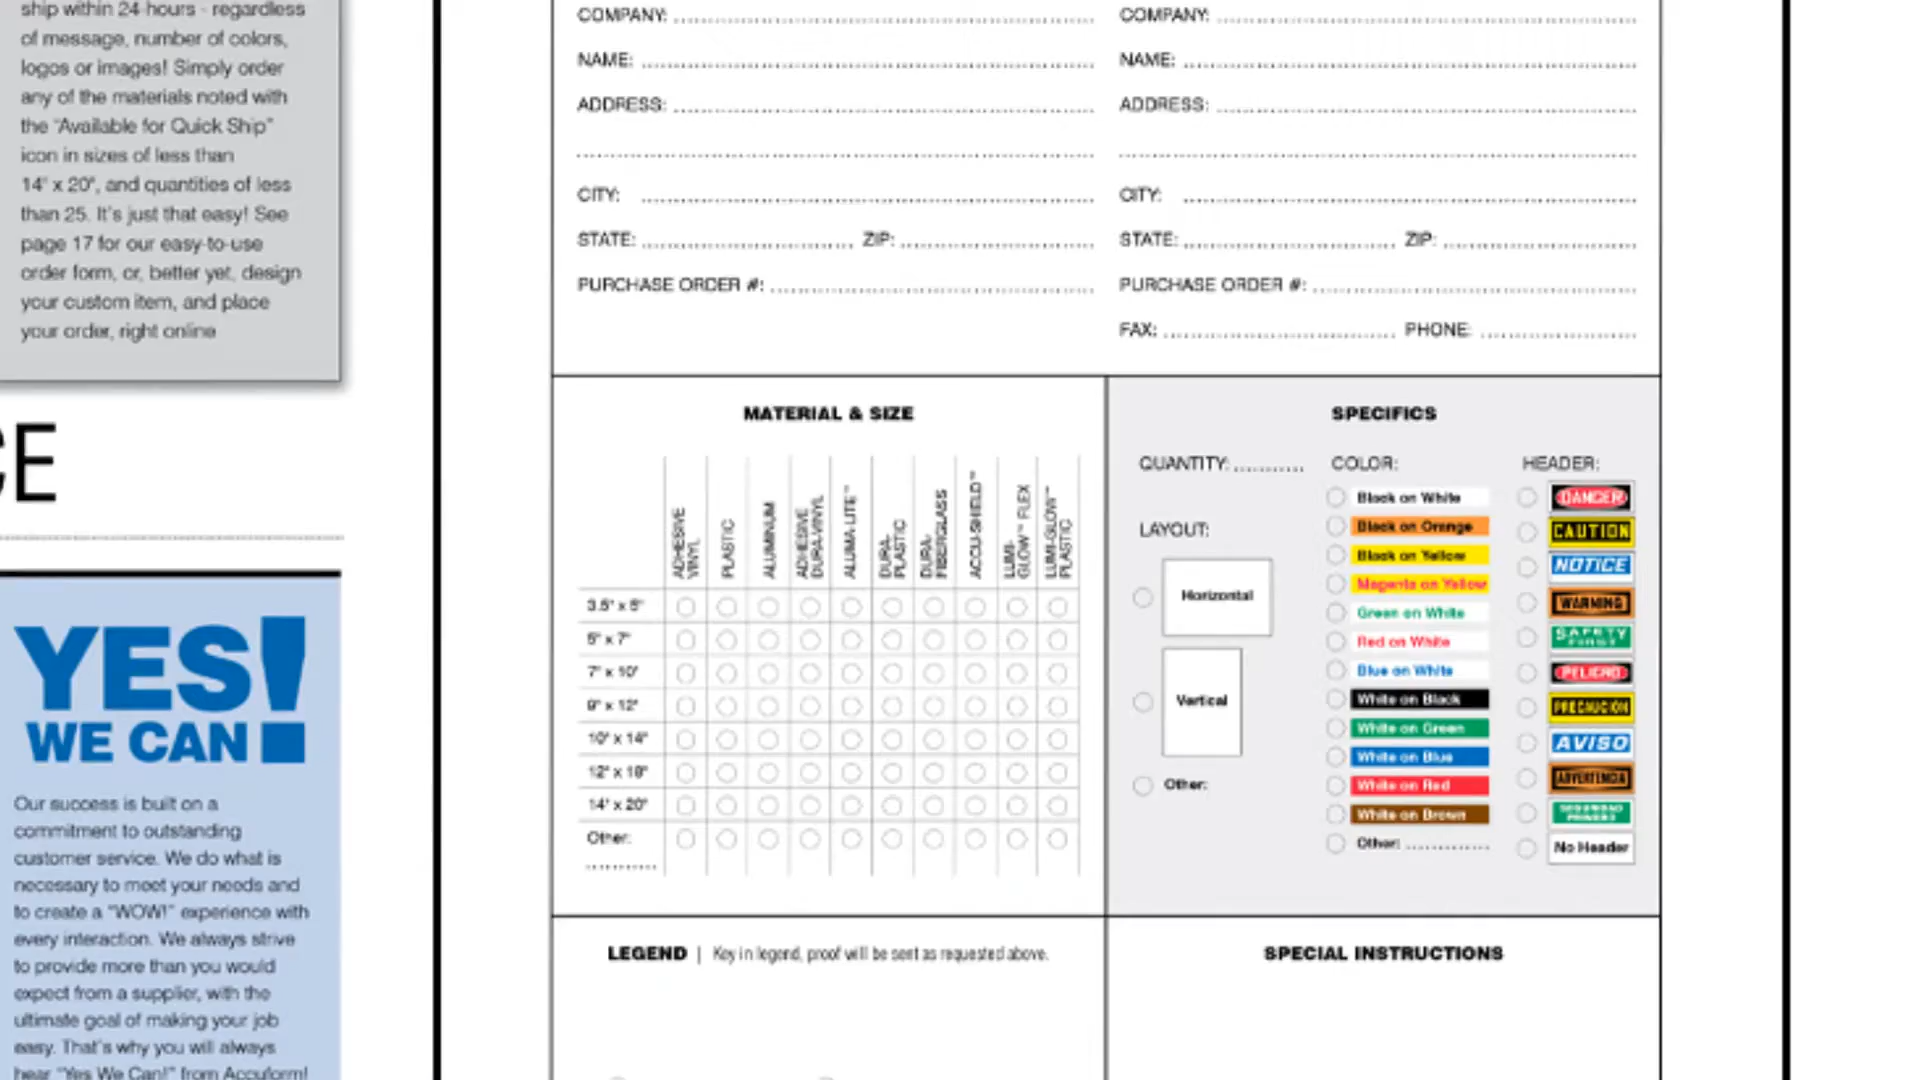 ship within 24-hours - regardless
of message, number of colors,
logos or images! Simply order
any of the materials noted with
the "Available for Quick Ship"
icon in sizes of less than
14" x 20", and quantities of less
than 25. It's just that easy! See
page 17 for our easy-to-use
order form, or, better yet, design
your custom item, and place
your order, right online
CE
YES!
WE CAN
Our success is built on a
commitment to outstanding
customer service. We do what is
necessary to meet your needs and
to create a "WOW!" experience with
every interaction. We always strive
to provide more than you would
expect from a supplier, with the
ultimate goal of making your job
easy. That's why you will always
hear "Yes We Can!" from Accuform!
COMPANY:
NAME:
ADDRESS:
CITY:
STATE: ZIP:
PURCHASE ORDER #:
COMPANY:
NAME:
ADDRESS:
CITY:
STATE: ZIP:
PURCHASE ORDER #:
FAX: PHONE:
MATERIAL & SIZE
ADHESIVE
VINYL
PLASTIC
ALUMINUM
ADHESIVE
DURA-VINYL
ALUMA-LITE™
DURA-
PLASTIC
DURA-
FIBERGLASS
ACCU-SHIELD™
LUMI-
GLOW™ FLEX
LUMI-GLOW™
PLASTIC
3.5" x 5"
5" x 7"
7" x 10"
9" x 12"
10" x 14"
12" x 18"
14" x 20"
Other:
SPECIFICS
QUANTITY:
LAYOUT:
Horizontal
Vertical
Other:
COLOR:
Black on White
Black on Orange
Black on Yellow
Magenta on Yellow
Green on White
Red on White
Blue on White
White on Black
White on Green
White on Blue
White on Red
White on Brown
Other:
HEADER:
DANGER
CAUTION
NOTICE
WARNING
SAFETY
FIRST
PELIGRO
PRECAUCIÓN
AVISO
ADVERTENCIA
SEGURIDAD
PRIMERO
No Header
LEGEND | Key in legend, proof will be sent as requested above.
SPECIAL INSTRUCTIONS